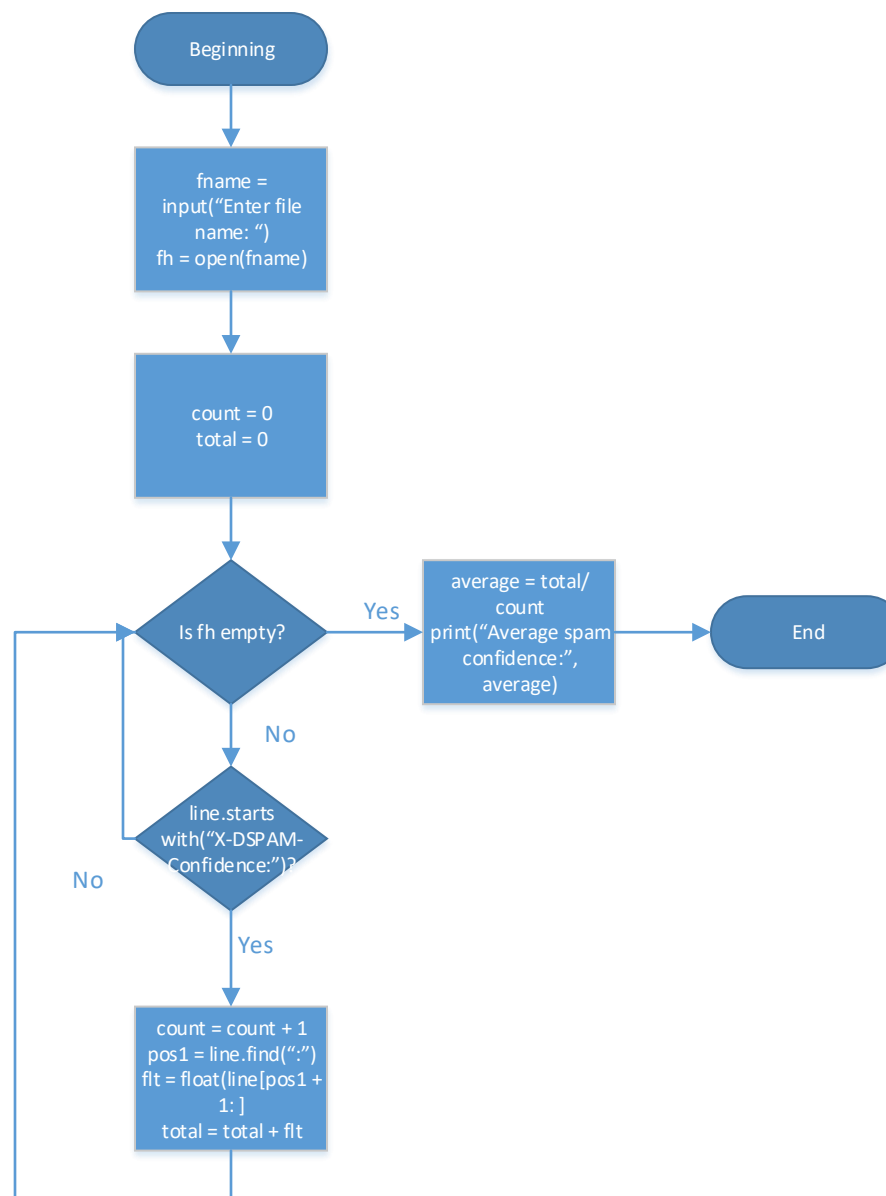 Beginning
fname =
input(“Enter file
name: “)
fh = open(fname)
count = 0
total = 0
Is fh empty?
Yes
average = total/
count
print(“Average spam
confidence:”,
average)
End
No
line.starts
with(“X-DSPAM-
Confidence:”)?
No
Yes
count = count + 1
pos1 = line.find(“:”)
flt = float(line[pos1 +
1: ]
total = total + flt